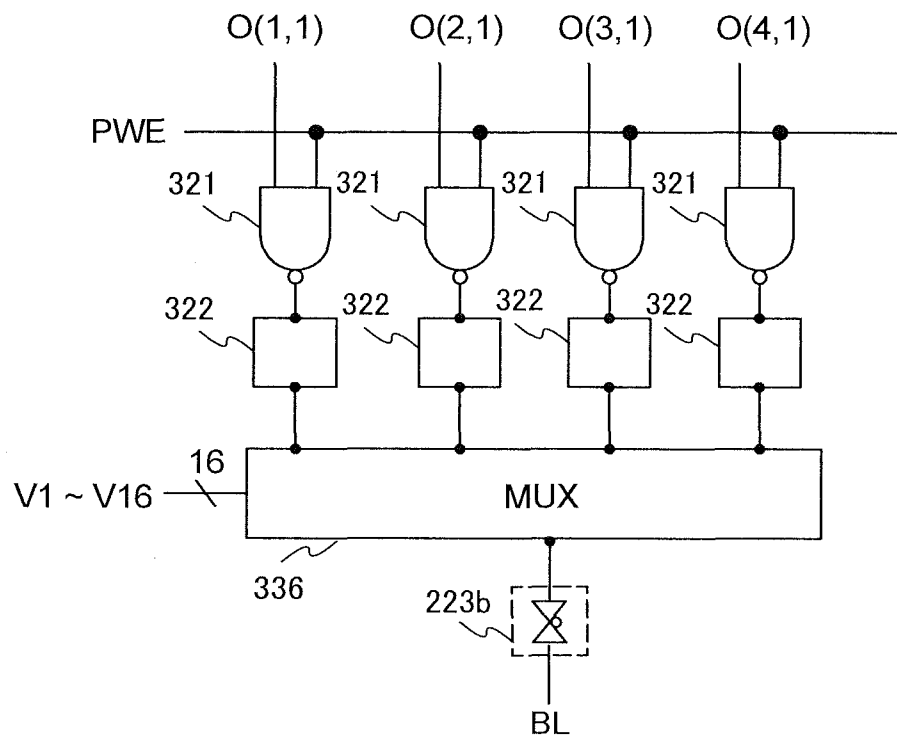 O(1,1) O(2,1) O(3,1) O(4,1)
PWE
321 321 321 321
322 322 322 322
16
V1 ~ V16
MUX
336
223b
BL